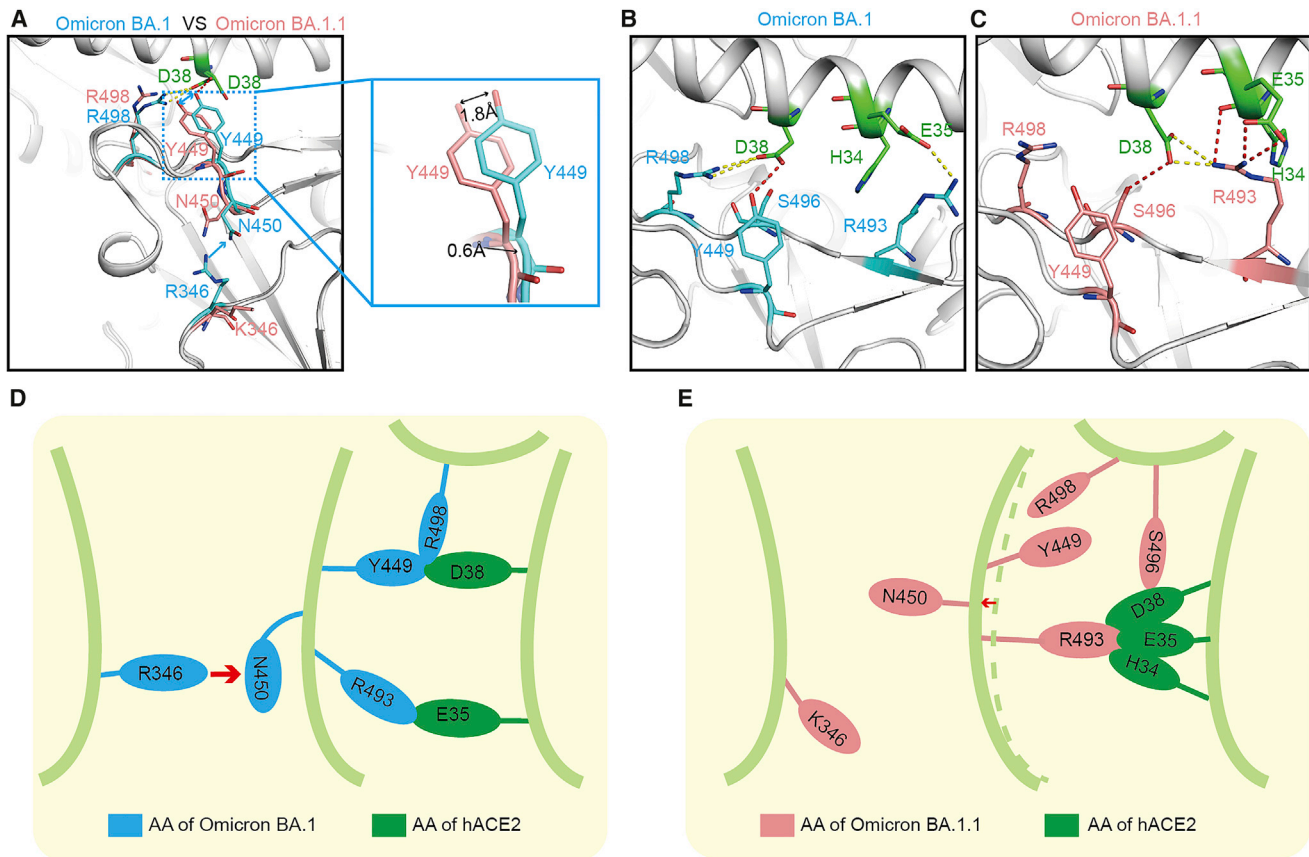 A
Omicron BA.1 VS Omicron BA.1.1
D38
D38
R498
R498
Y449
Y449
N450
N450
R346
K346
1.8Å
Y449
Y449
0.6Å
B
Omicron BA.1
R498
D38
E35
H34
S496
R493
Y449
C
Omicron BA.1.1
E35
R498
D38
H34
R493
S496
Y449
D
R498
Y449
D38
R346
N450
R493
E35
AA of Omicron BA.1
AA of hACE2
E
R498
Y449
S496
N450
D38
R493
E35
H34
K346
AA of Omicron BA.1.1
AA of hACE2